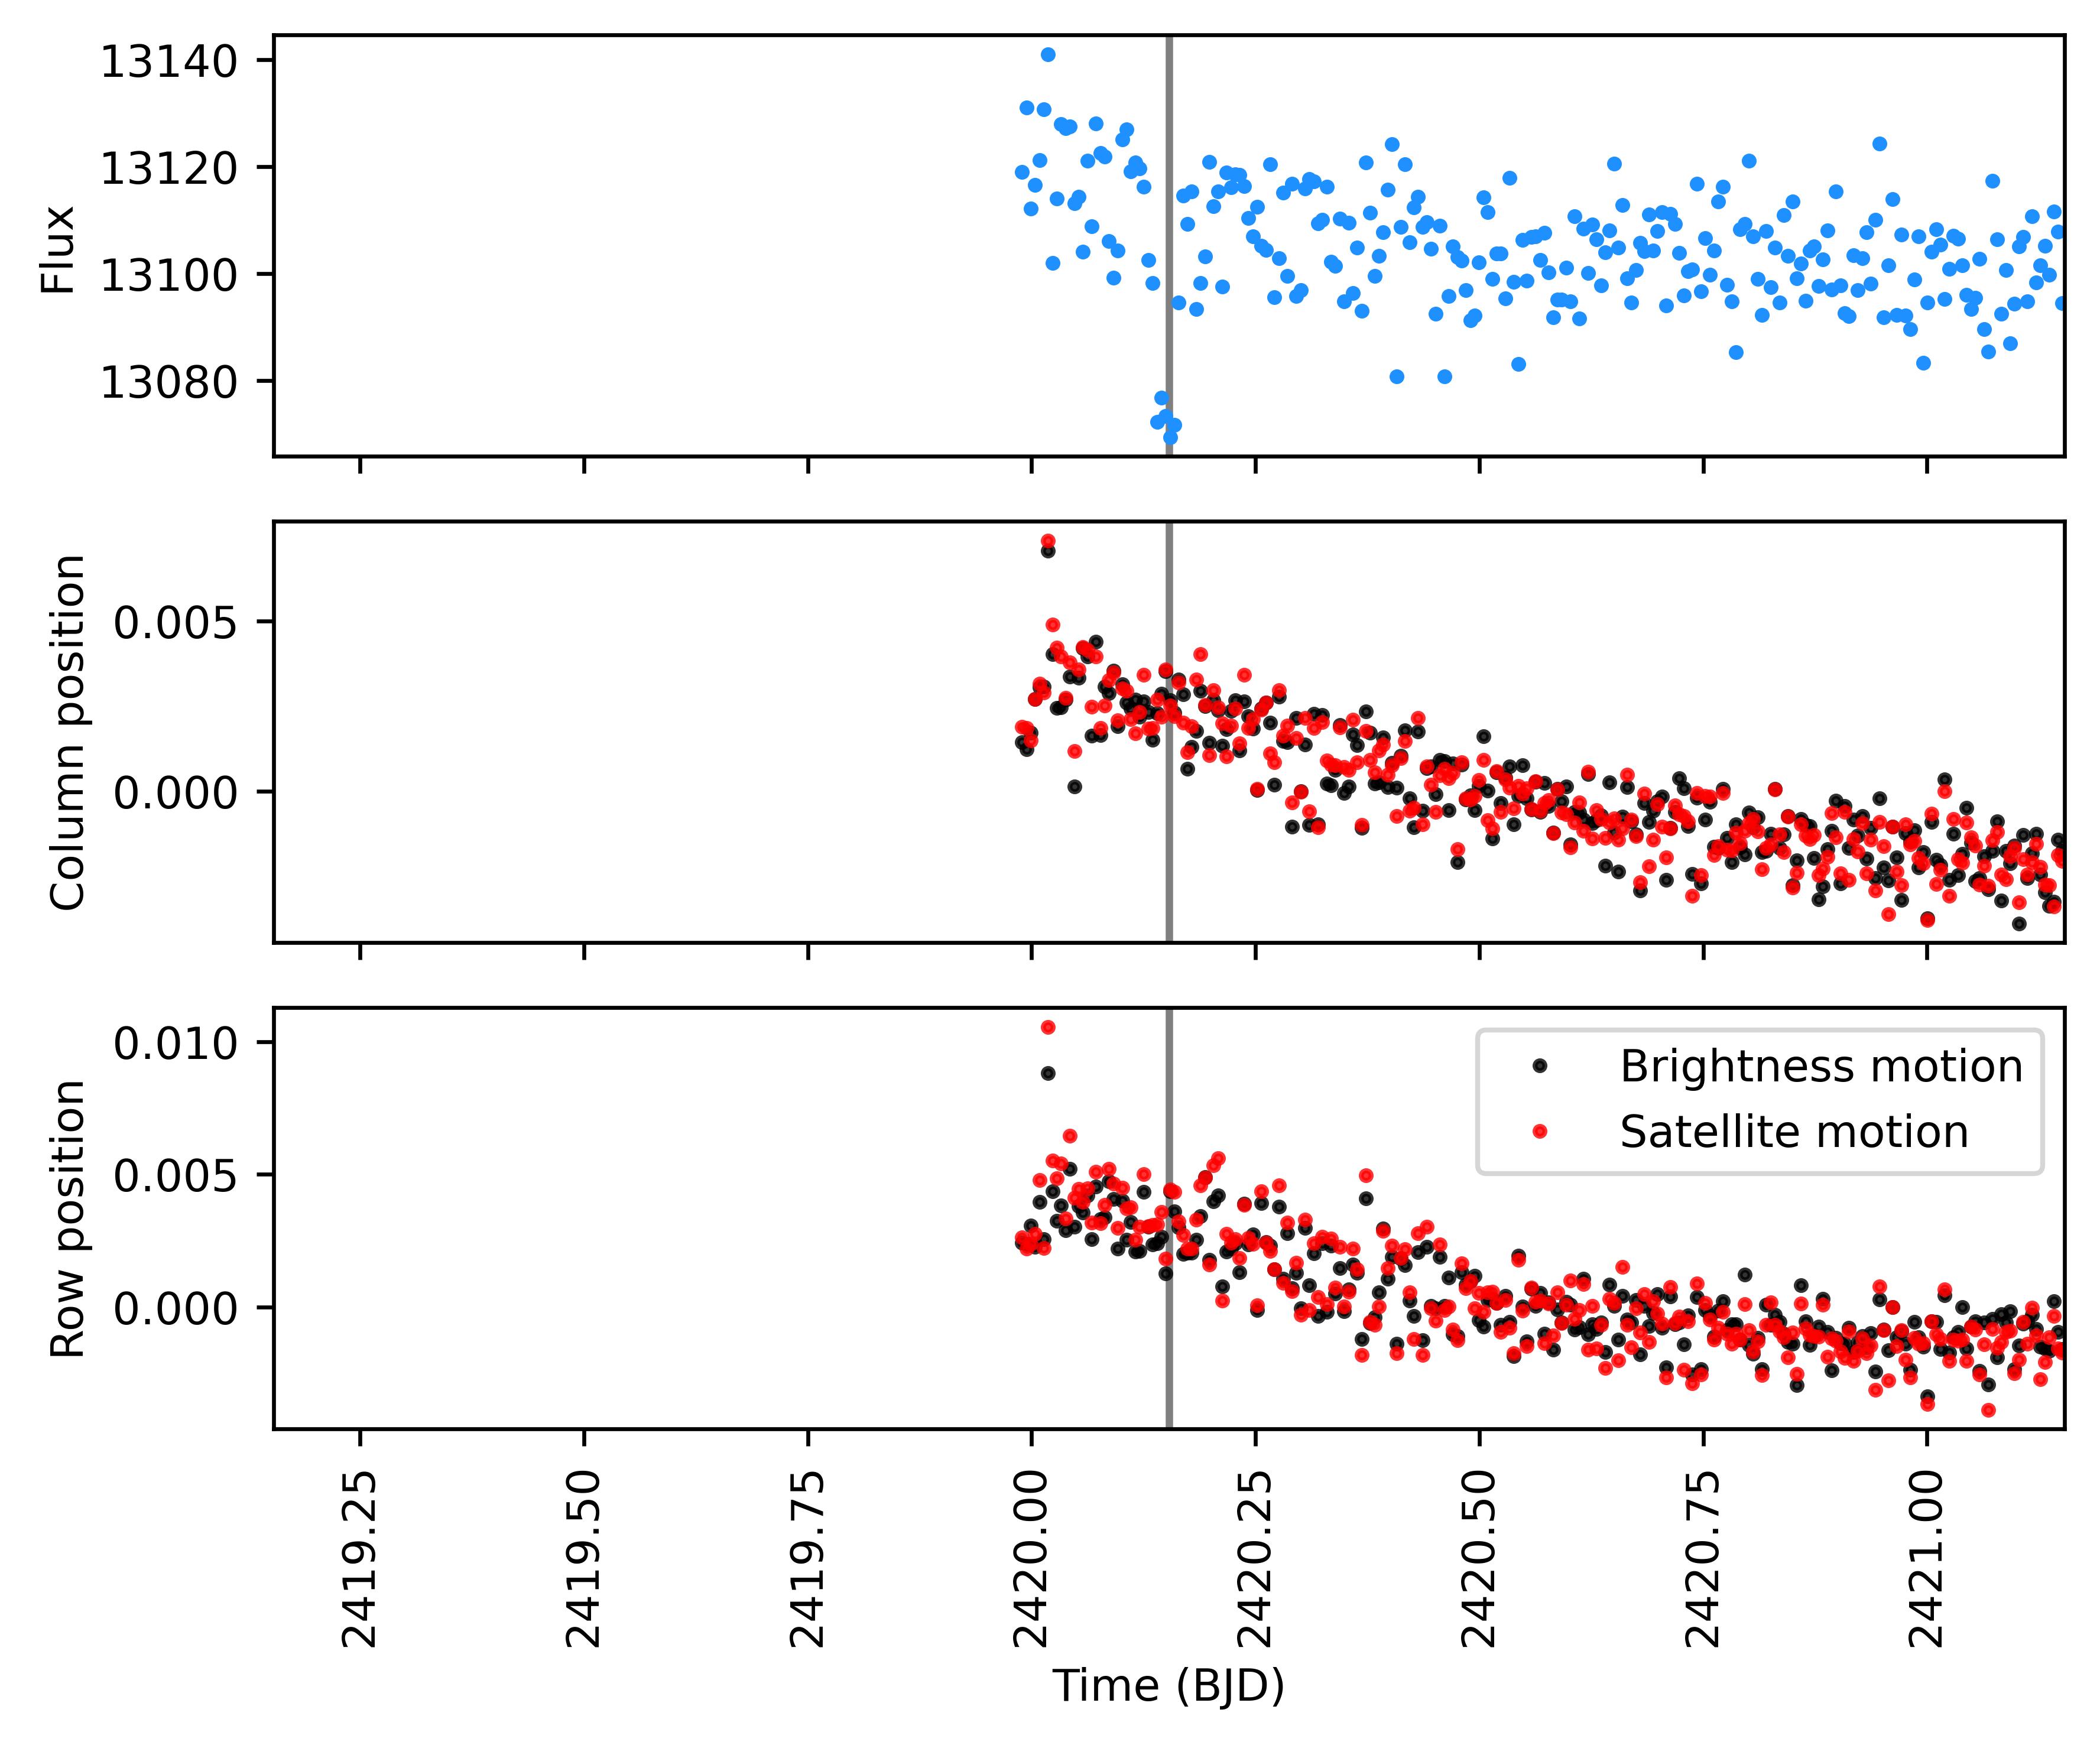 Flux
13140
13120
13100
13080
Column position
0.005
0.000
Row position
0.010
0.005
0.000
Brightness motion
Satellite motion
2419.25
2419.50
2419.75
2420.00
2420.25
2420.50
2420.75
2421.00
Time (BJD)